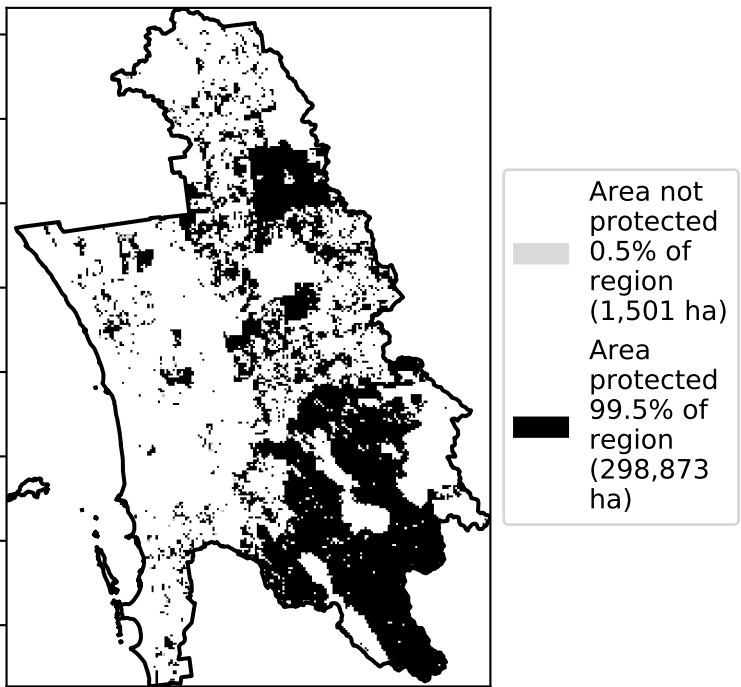 Area not
protected
0.5% of
region
(1,501 ha)
Area
protected
99.5% of
region
(298,873
ha)